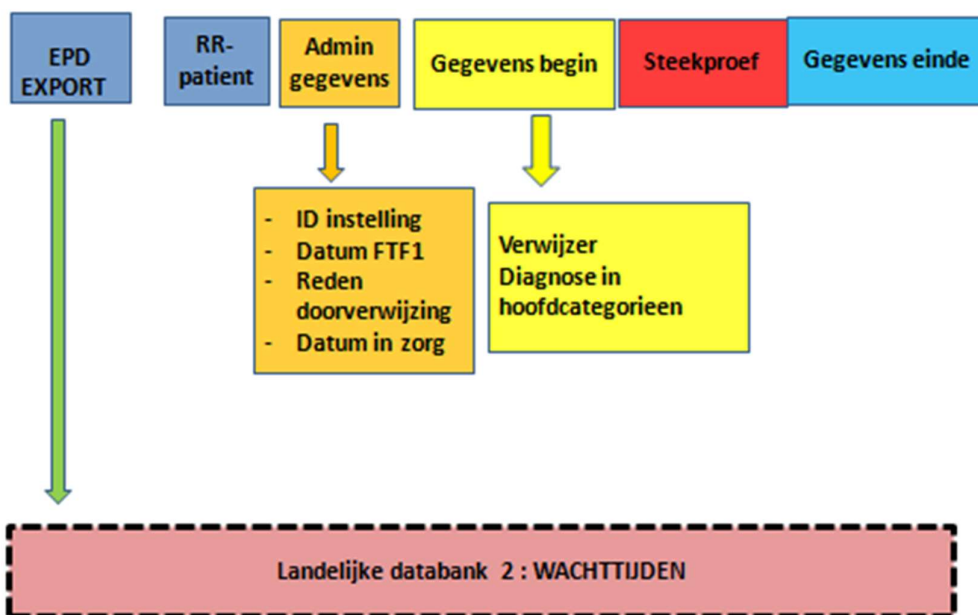 EPD
EXPORT
RR-
patient
Admin
gegevens
Gegevens begin
Steekproef
Gegevens einde
- ID instelling
- Datum FTF1
- Reden
doorverwijzing
- Datum in zorg
Verwijzer
Diagnose in
hoofdcategorieen
Landelijke databank 2 : WACHTTIJDEN